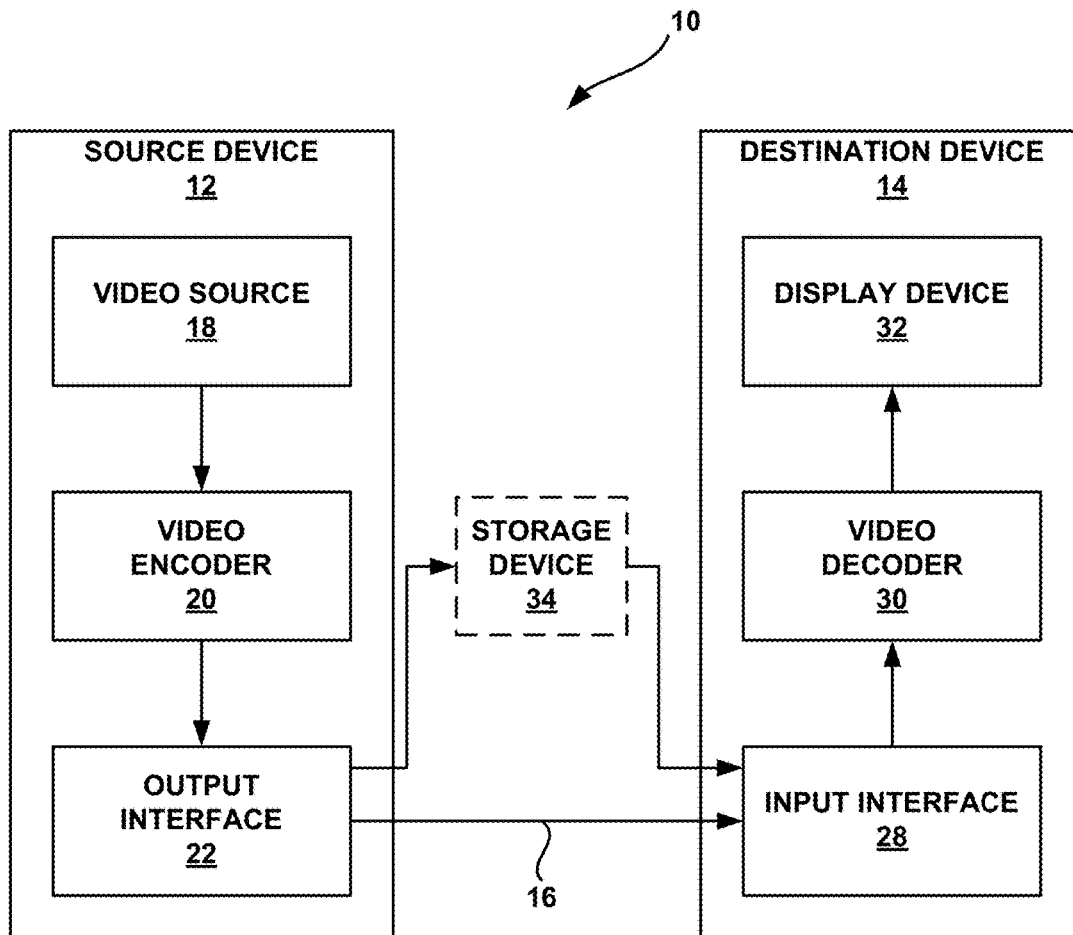 10
SOURCE DEVICE
12
VIDEO SOURCE
18
VIDEO
ENCODER
20
OUTPUT
INTERFACE
22
STORAGE
DEVICE
34
16
DESTINATION DEVICE
14
DISPLAY DEVICE
32
VIDEO
DECODER
30
INPUT INTERFACE
28